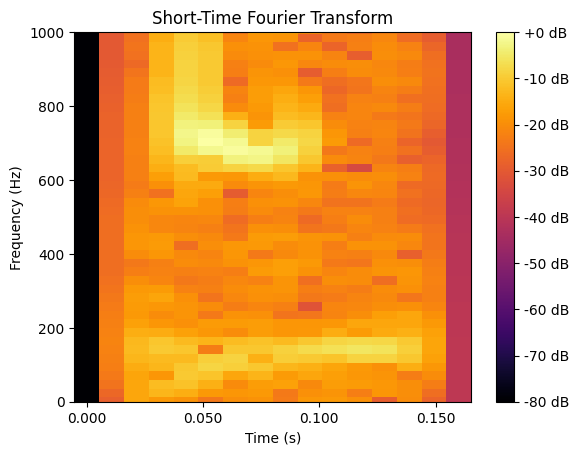 Short-Time Fourier Transform
1000
800
600
400
200
0
Frequency (Hz)
0.000
0.050
0.100
0.150
Time (s)
+0 dB
-10 dB
-20 dB
-30 dB
-40 dB
-50 dB
-60 dB
-70 dB
-80 dB